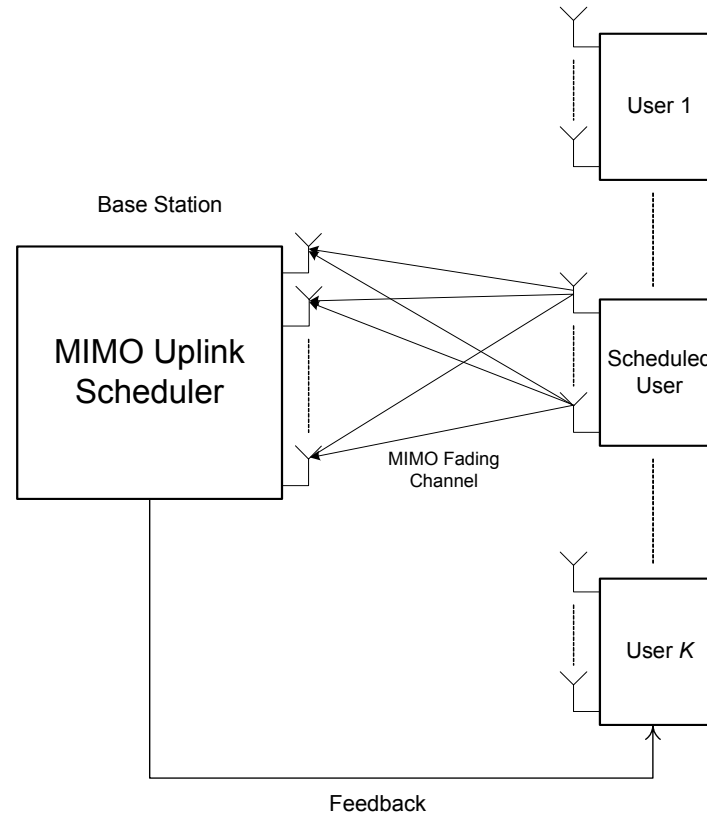 User 1
Base Station
MIMO Uplink
Scheduler
Scheduled
User
MIMO Fading
Channel
User K
Feedback